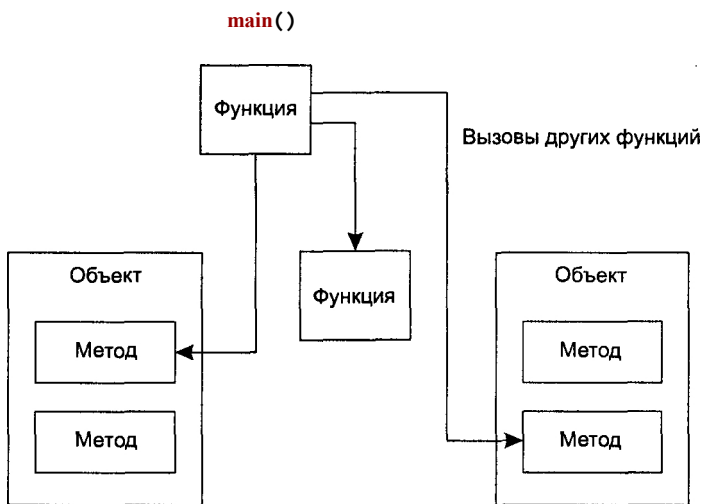 main()
Функция
Вызовы других функций
Объект
Функция
Объект
Метод
Метод
Метод
Метод